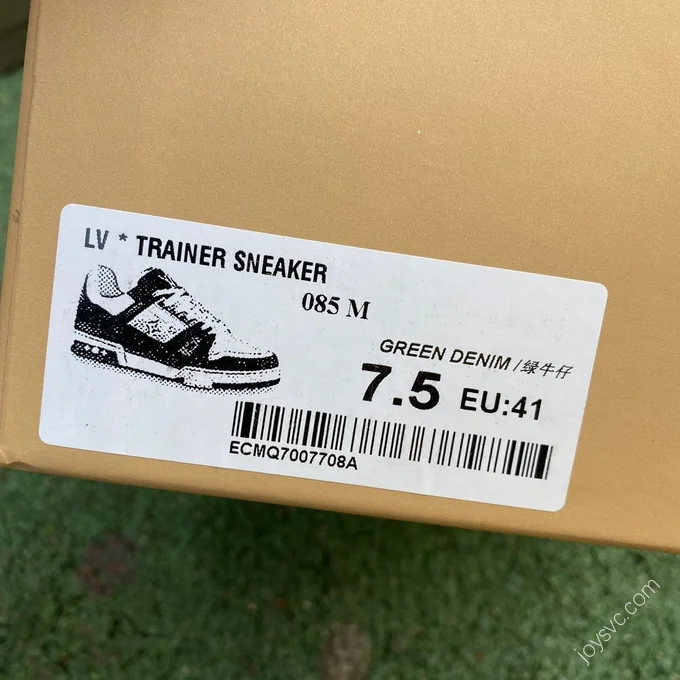 LV * TRAINER SNEAKER
085 M
GREEN DENIM / 绿牛仔
7.5 EU:41
ECMQ7007708A
joysvc.com